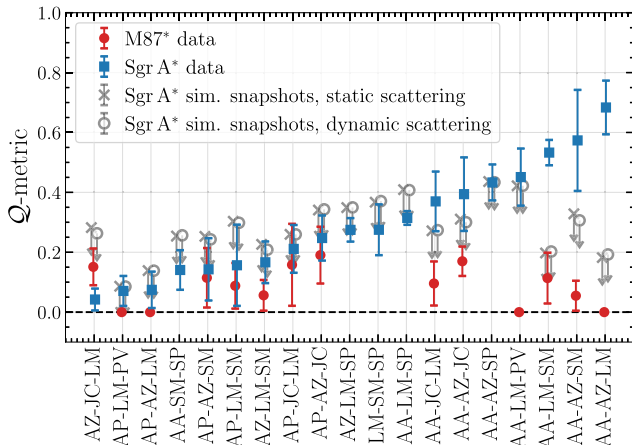 1.0
0.8
0.6
0.4
0.2
0.0
Q-metric
M87* data
Sgr A* data
Sgr A* sim. snapshots, static scattering
Sgr A* sim. snapshots, dynamic scattering
AZ-JC-LM
AP-LM-PV
AP-AZ-LM
AA-SM-SP
AP-AZ-SM
AP-LM-SM
AZ-LM-SM
AP-JC-LM
AP-AZ-JC
AZ-LM-SP
LM-SM-SP
AA-LM-SP
AA-JC-LM
AA-AZ-JC
AA-AZ-SP
AA-LM-PV
AA-LM-SM
AA-AZ-SM
AA-AZ-LM